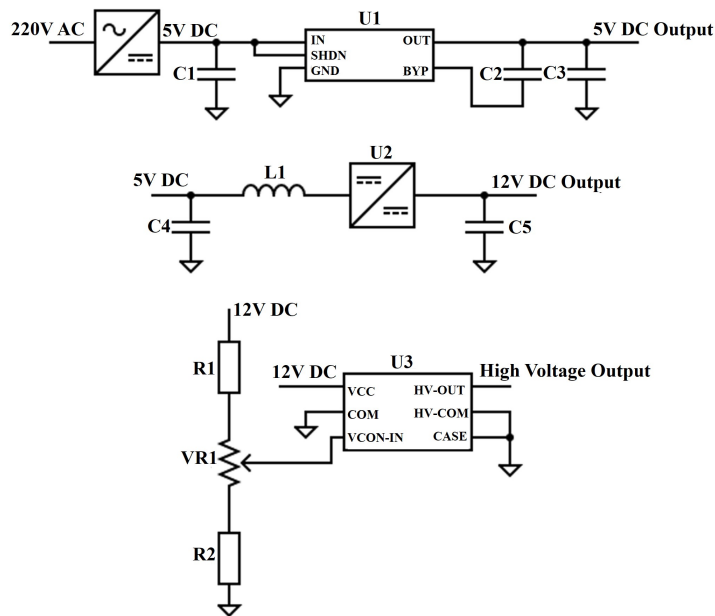 U1
220V AC
5V DC
IN
OUT
5V DC Output
SHDN
C1
GND
BYP
C2
C3
U2
5V DC
L1
12V DC Output
C4
C5
12V DC
U3
R1
12V DC
High Voltage Output
VCC
HV-OUT
COM
HV-COM
VR1
VCON-IN
CASE
R2